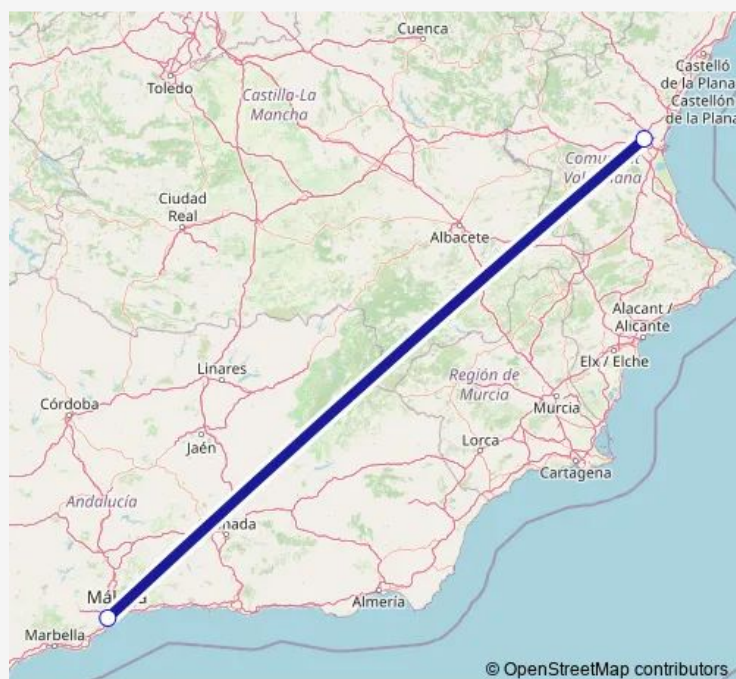 Cuenca
Castelló
de la Plana
Castellón
de la Plana
Toledo
Castilla-La
Mancha
Ciudad
Real
Albacete
Alacant /
Alicante
Elx / Elche
Linares
Región de
Murcia
Murcia
Córdoba
Jaén
Lorca
Cartagena
Andalucía
Almería
Marbella
© OpenStreetMap contributors